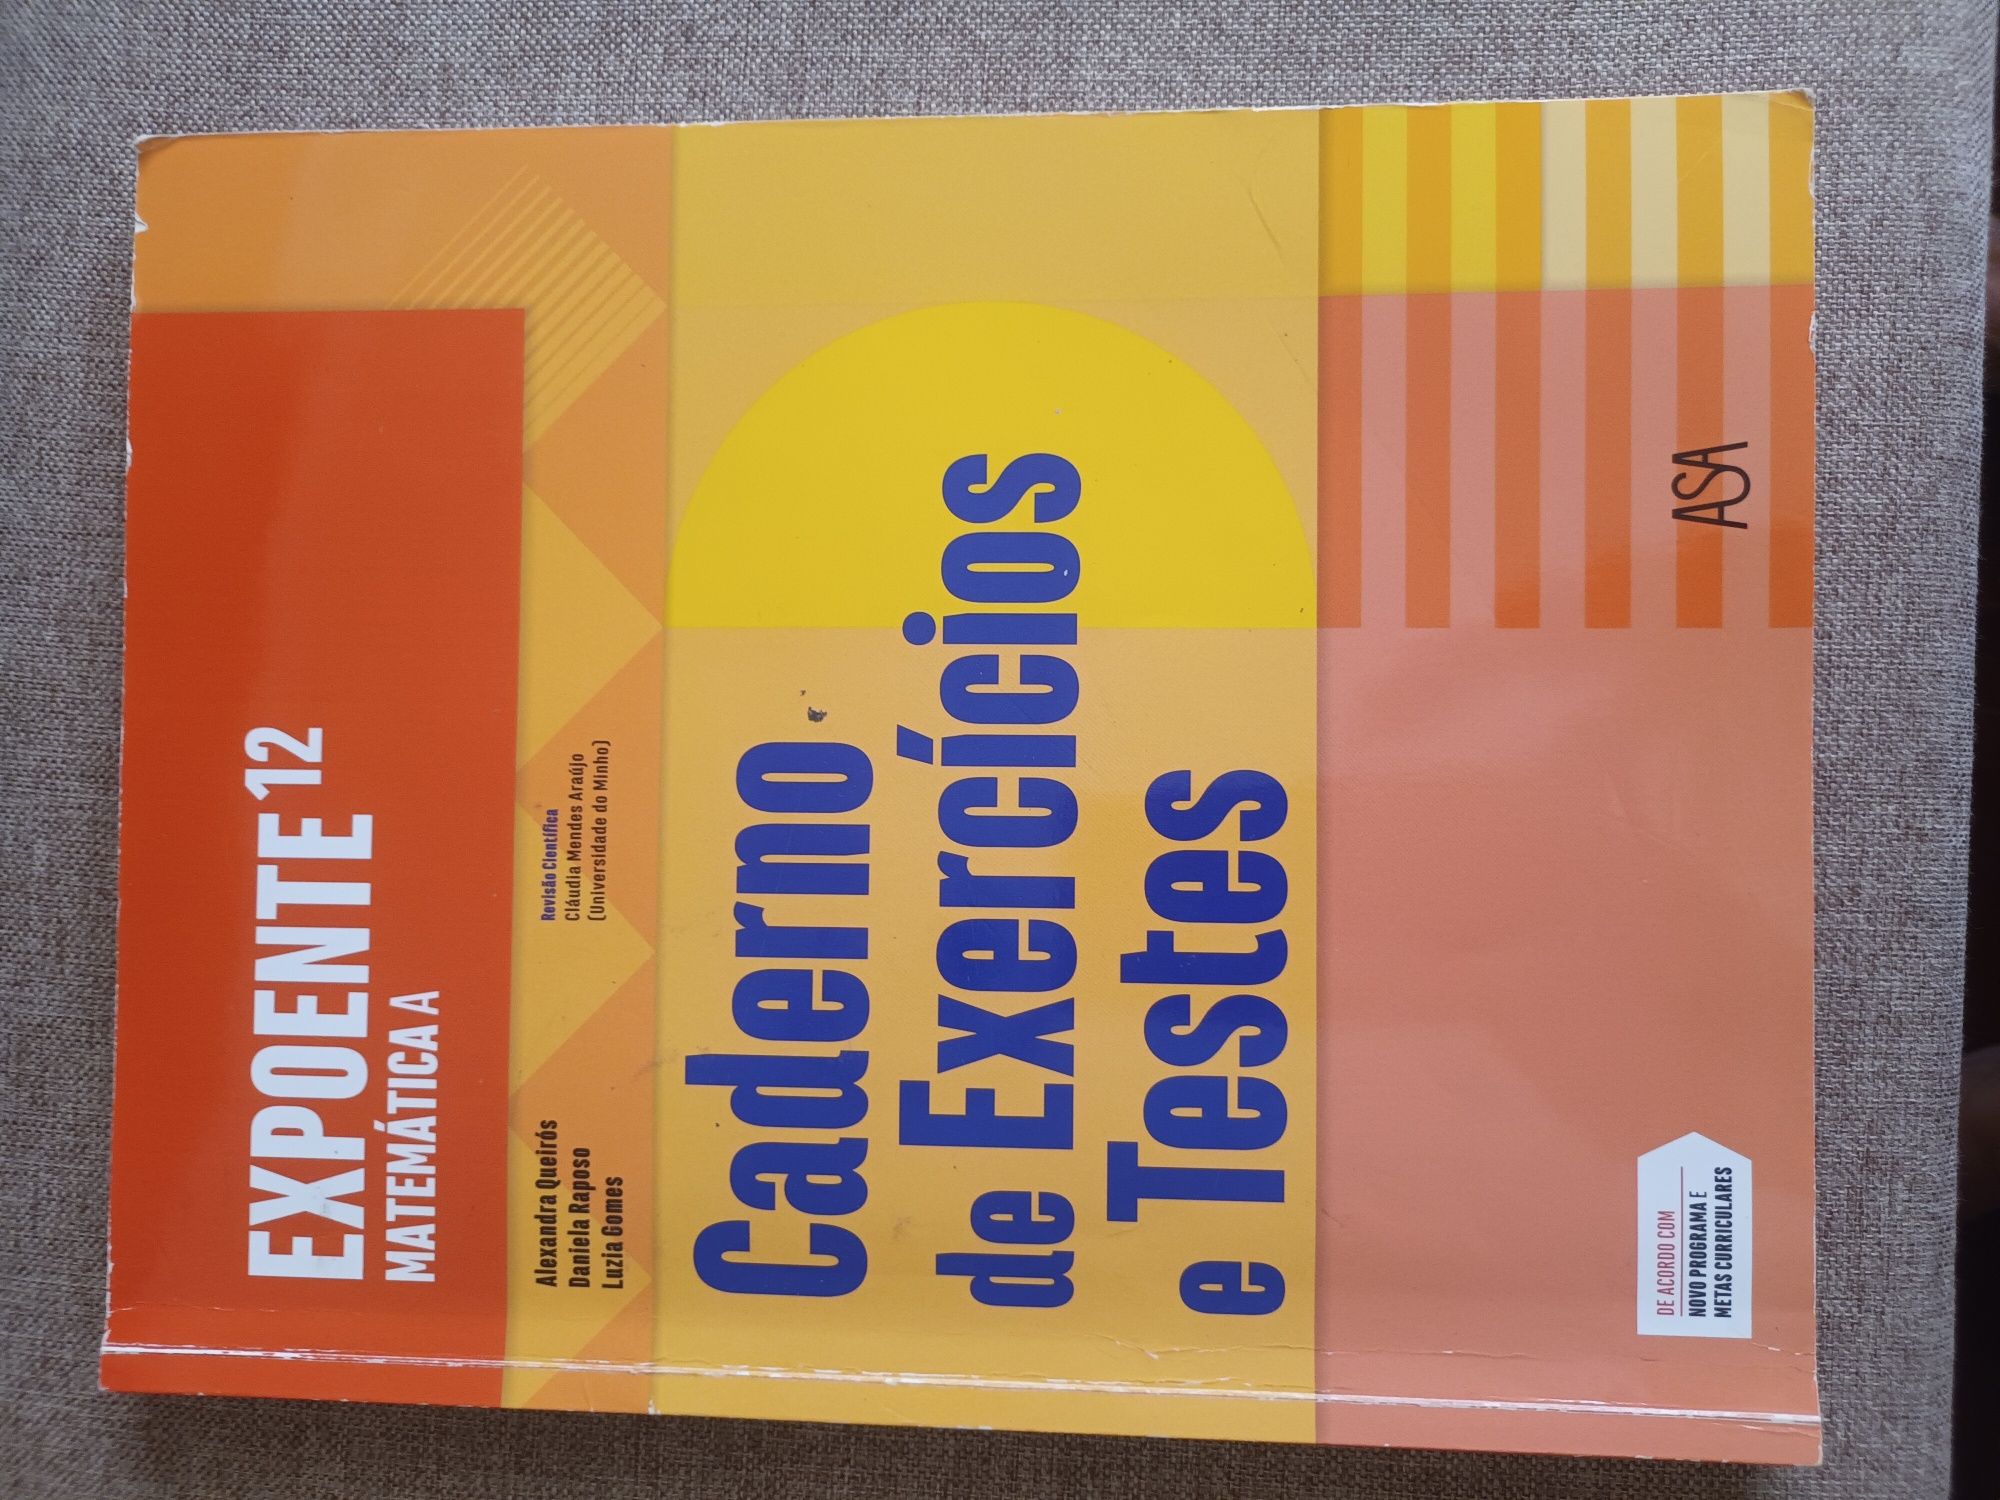 EXPOENTE 12
MATEMÁTICA A
Alexandra Queirós
Daniela Raposo
Luzia Gomes
Revisão Científica
Cláudia Mendes Araújo
(Universidade do Minho)
Caderno
de Exercícios
e Testes
DE ACORDO COM
NOVO PROGRAMA E
METAS CURRICULARES
ASA